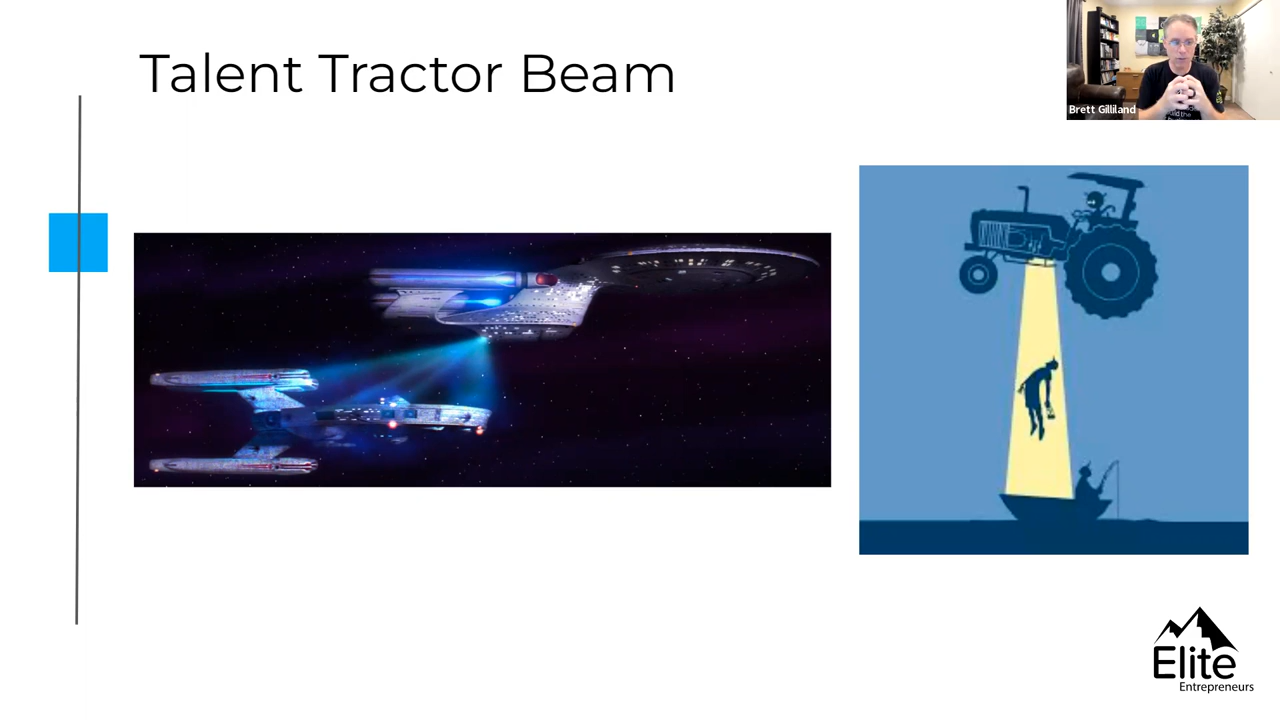 Talent Tractor Beam
Brett Gilliland
Elite
Entrepreneurs